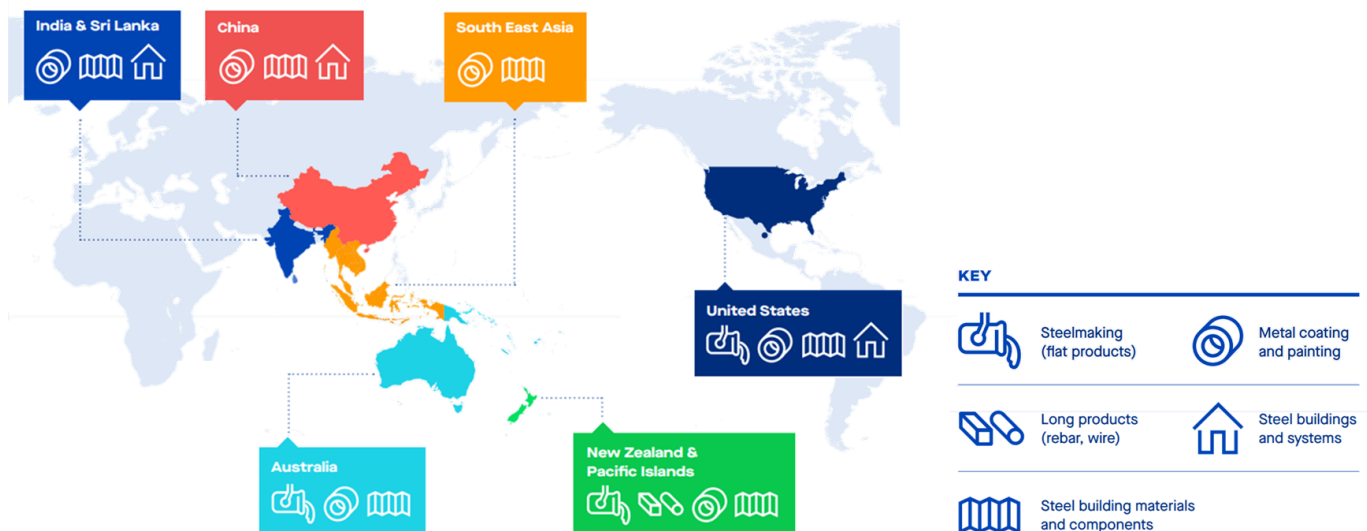 India & Sri Lanka
China
South East Asia
United States
Australia
New Zealand &
Pacific Islands
KEY
Steelmaking
(flat products)
Metal coating
and painting
Long products
(rebar, wire)
Steel buildings
and systems
Steel building materials
and components